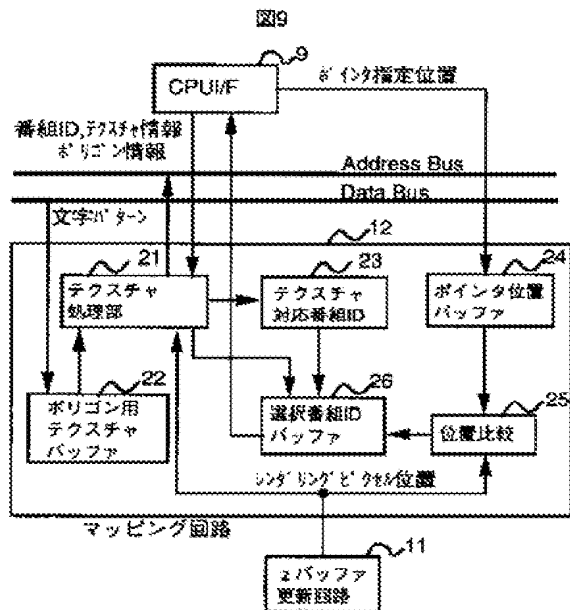 図9
9
CPUI/F
ポインタ指定位置
番組ID,テクスチャ情報
ポリゴン情報
Address Bus
Data Bus
文字パターン
12
21
テクスチャ
処理部
23
テクスチャ
対応番組ID
24
ポインタ位置
バッファ
22
ポリゴン用
テクスチャ
バッファ
26
選択番組ID
バッファ
25
位置比較
レンダリングピクセル位置
マッピング回路
11
zバッファ
更新回路